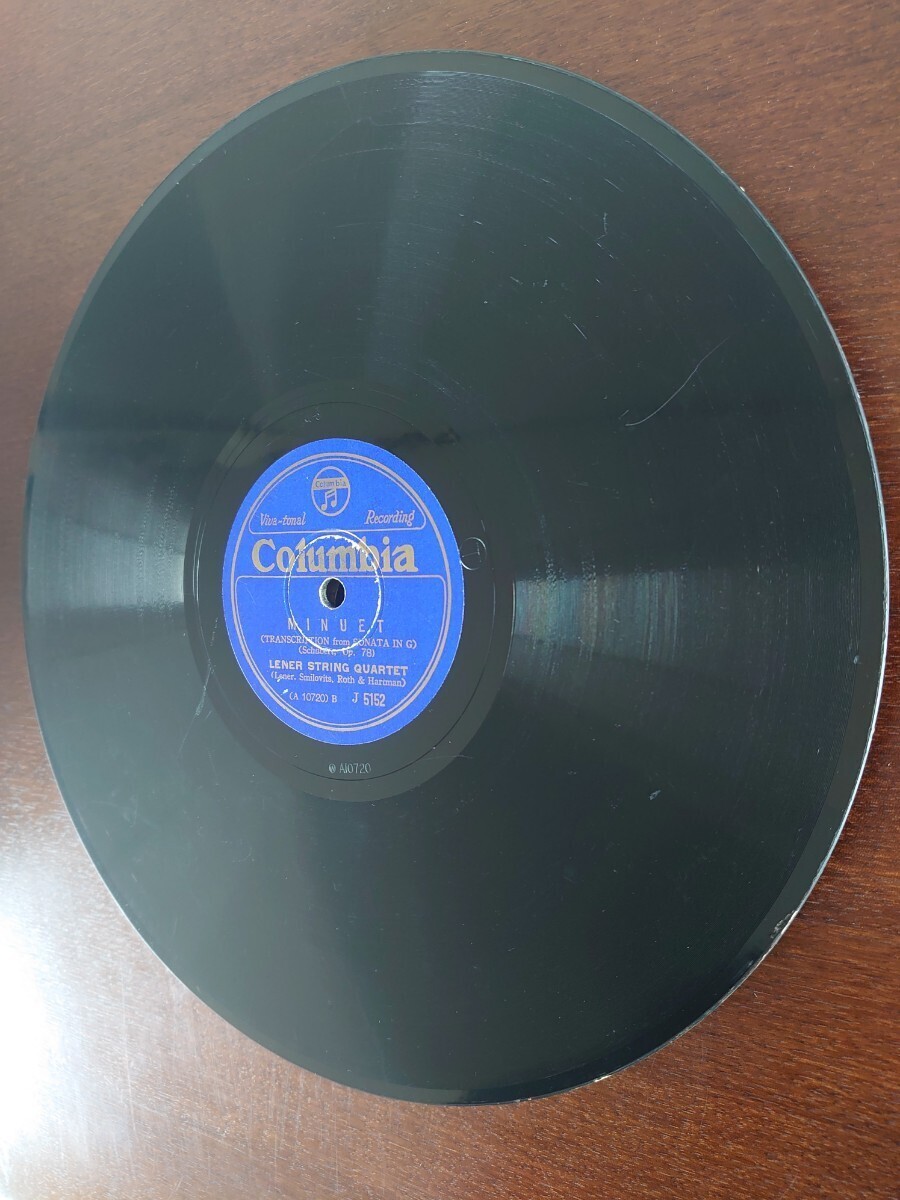 Columbia
Viva-tonal Recording
Columbia
MINUET
(TRANSCRIPTION from SONATA IN G)
(Schubert, Op. 78)
LENER STRING QUARTET
(Lener, Smilovits, Roth & Hartman)
(A 10720) B J 5152
A10720